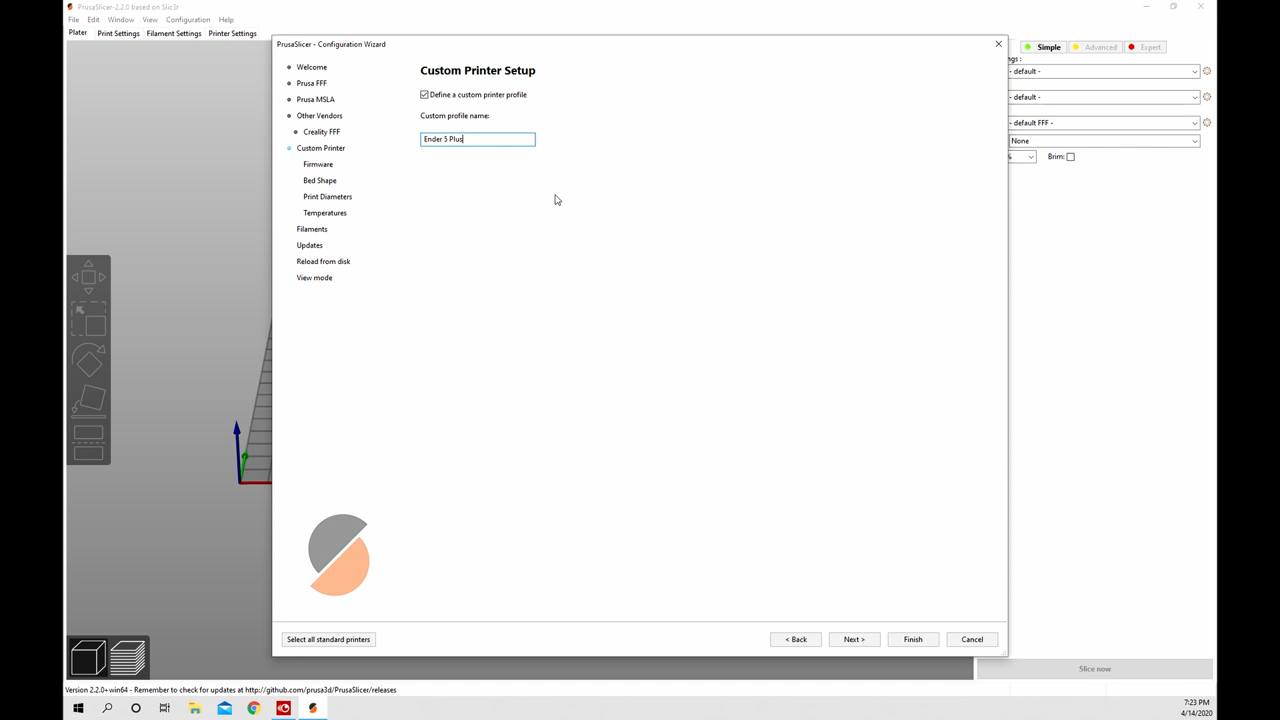 PrusaSlicer-2.2.0 based on Slic3r
File Edit Window View Configuration Help
Plater Print Settings Filament Settings Printer Settings
PrusaSlicer - Configuration Wizard
Welcome
Prusa FFF
Prusa MSLA
Other Vendors
Creality FFF
Custom Printer
Firmware
Bed Shape
Print Diameters
Temperatures
Filaments
Updates
Reload from disk
View mode
Custom Printer Setup
Define a custom printer profile
Custom profile name:
Ender 5 Plus
Select all standard printers
< Back Next > Finish Cancel
Simple Advanced Expert
ngs :
- default -
- default -
- default FFF -
None
% Brim:
Slice now
Version 2.2.0+win64 - Remember to check for updates at http://github.com/prusa3d/PrusaSlicer/releases
7:23 PM
4/14/2020